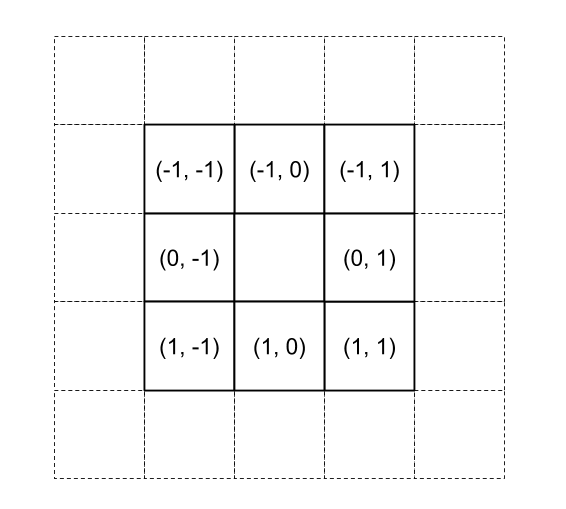 (-1, -1) (-1, 0) (-1, 1)
(0, -1) (0, 1)
(1, -1) (1, 0) (1, 1)